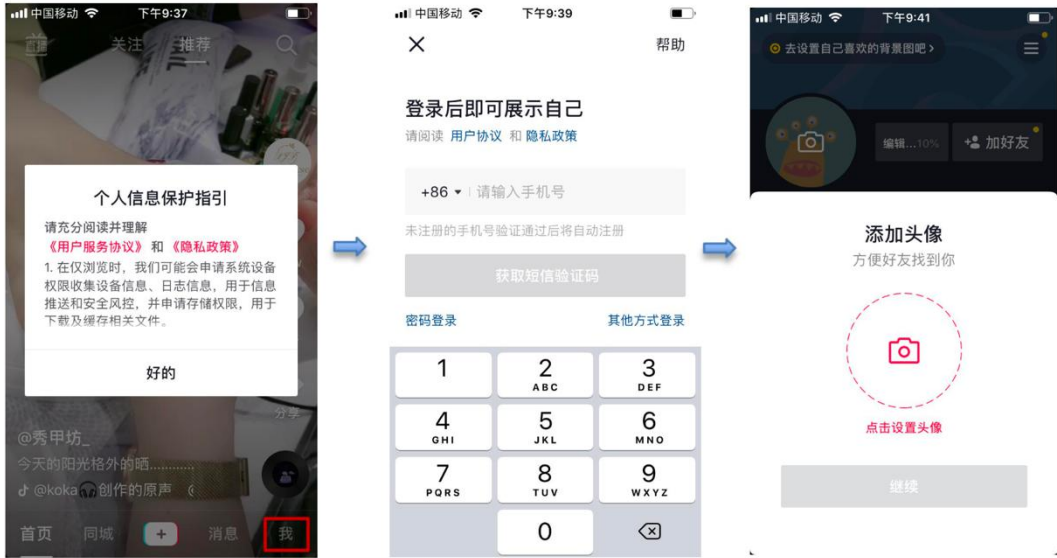 中国移动 下午9:37
直播 关注 推荐
个人信息保护指引
请充分阅读并理解
《用户服务协议》 和 《隐私政策》
1. 在仅浏览时，我们可能会申请系统设备
权限收集设备信息、日志信息，用于信息
推送和安全风控，并申请存储权限，用于
下载及缓存相关文件。
好的
分享
@秀甲坊_
今天的阳光格外的晒............
@koka🎧创作的原声
首页 同城 + 消息 我
中国移动 下午9:39
帮助
登录后即可展示自己
请阅读 用户协议 和 隐私政策
+86 请输入手机号
未注册的手机号验证通过后将自动注册
获取短信验证码
密码登录 其他方式登录
1 2 3
ABC DEF
4 5 6
GHI JKL MNO
7 8 9
PQRS TUV WXYZ
0
中国移动 下午9:41
去设置自己喜欢的背景图吧 ›
编辑...10% 加好友
添加头像
方便好友找到你
点击设置头像
继续